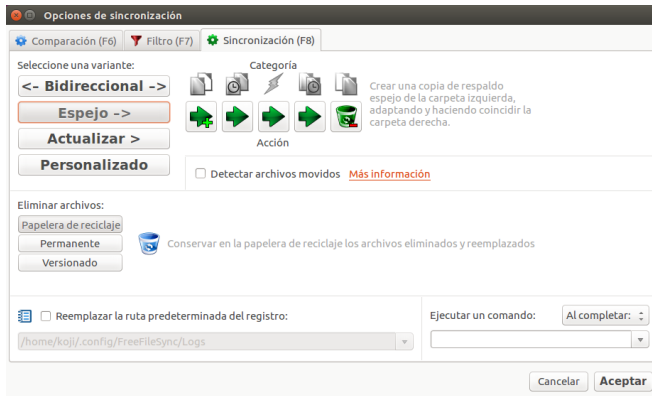 Opciones de sincronización
Comparación (F6)
Filtro (F7)
Sincronización (F8)
Seleccione una variante:
Categoría
<- Bidireccional ->
Espejo ->
Actualizar >
Personalizado
Crear una copia de respaldo
espejo de la carpeta izquierda,
adaptando y haciendo coincidir la
carpeta derecha.
Acción
Detectar archivos movidos Más información
Eliminar archivos:
Papelera de reciclaje
Permanente
Versionado
Conservar en la papelera de reciclaje los archivos eliminados y reemplazados
Reemplazar la ruta predeterminada del registro:
/home/koji/.config/FreeFileSync/Logs
Ejecutar un comando:
Al completar:
Cancelar
Aceptar